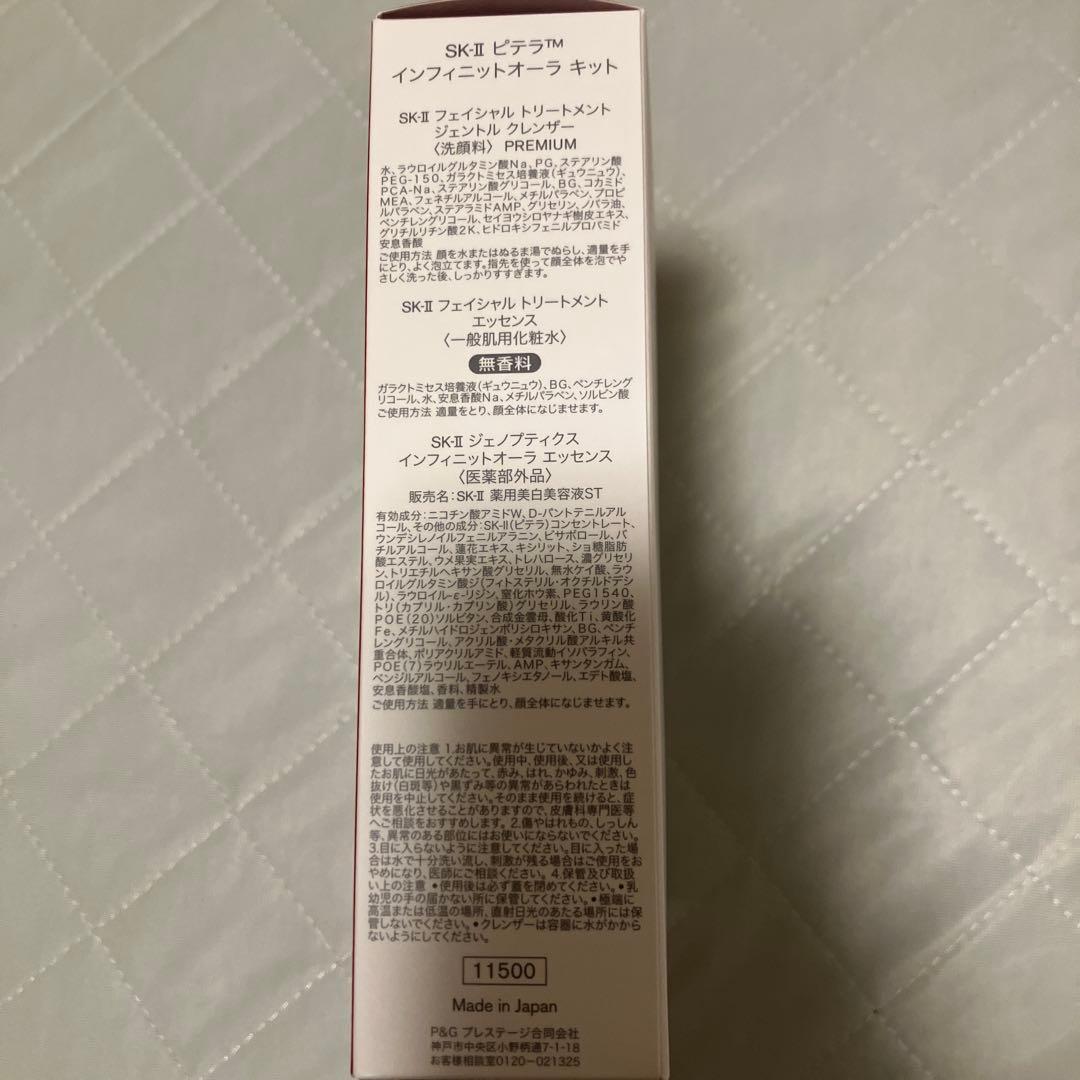 SK-II ピテラ™
インフィニットオーラ キット
SK-II フェイシャル トリートメント
ジェントル クレンザー
〈洗顔料〉 PREMIUM
水、ラウロイルグルタミン酸Na、PG、ステアリン酸
PEG-150、ガラクトミセス培養液(ギュウニュウ)、
PCA-Na、ステアリン酸グリコール、BG、コカミド
MEA、フェネチルアルコール、メチルパラベン、プロピ
ルパラベン、ステアラミドAMP、グリセリン、ノバラ油、
ペンチレングリコール、セイヨウシロヤナギ樹皮エキス、
グリチルリチン酸2K、ヒドロキシフェニルプロパミド
安息香酸
ご使用方法 顔を水またはぬるま湯でぬらし、適量を手
にとり、よく泡立てます。指先を使って顔全体を泡でや
さしく洗った後、しっかりすすぎます。
SK-II フェイシャル トリートメント
エッセンス
〈一般肌用化粧水〉
無香料
ガラクトミセス培養液(ギュウニュウ)、BG、ペンチレング
リコール、水、安息香酸Na、メチルパラベン、ソルビン酸
ご使用方法 適量をとり、顔全体になじませます。
SK-II ジェノプティクス
インフィニットオーラ エッセンス
〈医薬部外品〉
販売名：SK-II 薬用美白美容液ST
有効成分：ニコチン酸アミドW、D-パントテニルアル
コール、その他の成分：SK-II(ピテラ)コンセントレート、
ウンデシレノイルフェニルアラニン、ビサボロール、バ
チルアルコール、蓮花エキス、キシリット、ショ糖脂肪
酸エステル、ウメ果実エキス、トレハロース、濃グリセリ
ン、トリエチルヘキサン酸グリセリル、無水ケイ酸、ラウ
ロイルグルタミン酸ジ(フィトステリル・オクチルドデシ
ル)、ラウロイル-ε-リジン、窒化ホウ素、PEG1540、
トリ(カプリル・カプリン酸)グリセリル、ラウリン酸
POE(20)ソルビタン、合成金雲母、酸化Ti、黄酸化
Fe、メチルハイドロジェンポリシロキサン、BG、ペンチ
レングリコール、アクリル酸・メタクリル酸アルキル共
重合体、ポリアクリルアミド、軽質流動イソパラフィン、
POE(7)ラウリルエーテル、AMP、キサンタンガム、
ベンジルアルコール、フェノキシエタノール、エデト酸塩、
安息香酸塩、香料、精製水
ご使用方法 適量を手にとり、顔全体になじませます。
使用上の注意 1.お肌に異常が生じていないかよく注
意して使用してください。使用中、使用後、又は使用し
たお肌に日光があたって、赤み、はれ、かゆみ、刺激、色
抜け(白斑等)や黒ずみ等の異常があらわれたときは
使用を中止してください。そのまま使用を続けると、症
状を悪化させることがありますので、皮膚科専門医等
へご相談をおすすめします。2.傷やはれもの、しっしん
等、異常のある部位にはお使いにならないでください。
3.目に入らないように注意してください。目に入った場
合は水で十分洗い流し、刺激が残る場合はご使用をお
やめになり、医師にご相談ください。4.保管及び取扱
い上の注意 •使用後は必ず蓋を閉めてください。•乳
幼児の手の届かない所に保管してください。•極端に
高温または低温の場所、直射日光のあたる場所には保
管しないでください。•クレンザーは容器に水がかから
ないようにしてください。
11500
Made in Japan
P&G プレステージ合同会社
神戸市中央区小野柄通7-1-18
お客様相談室0120-021325